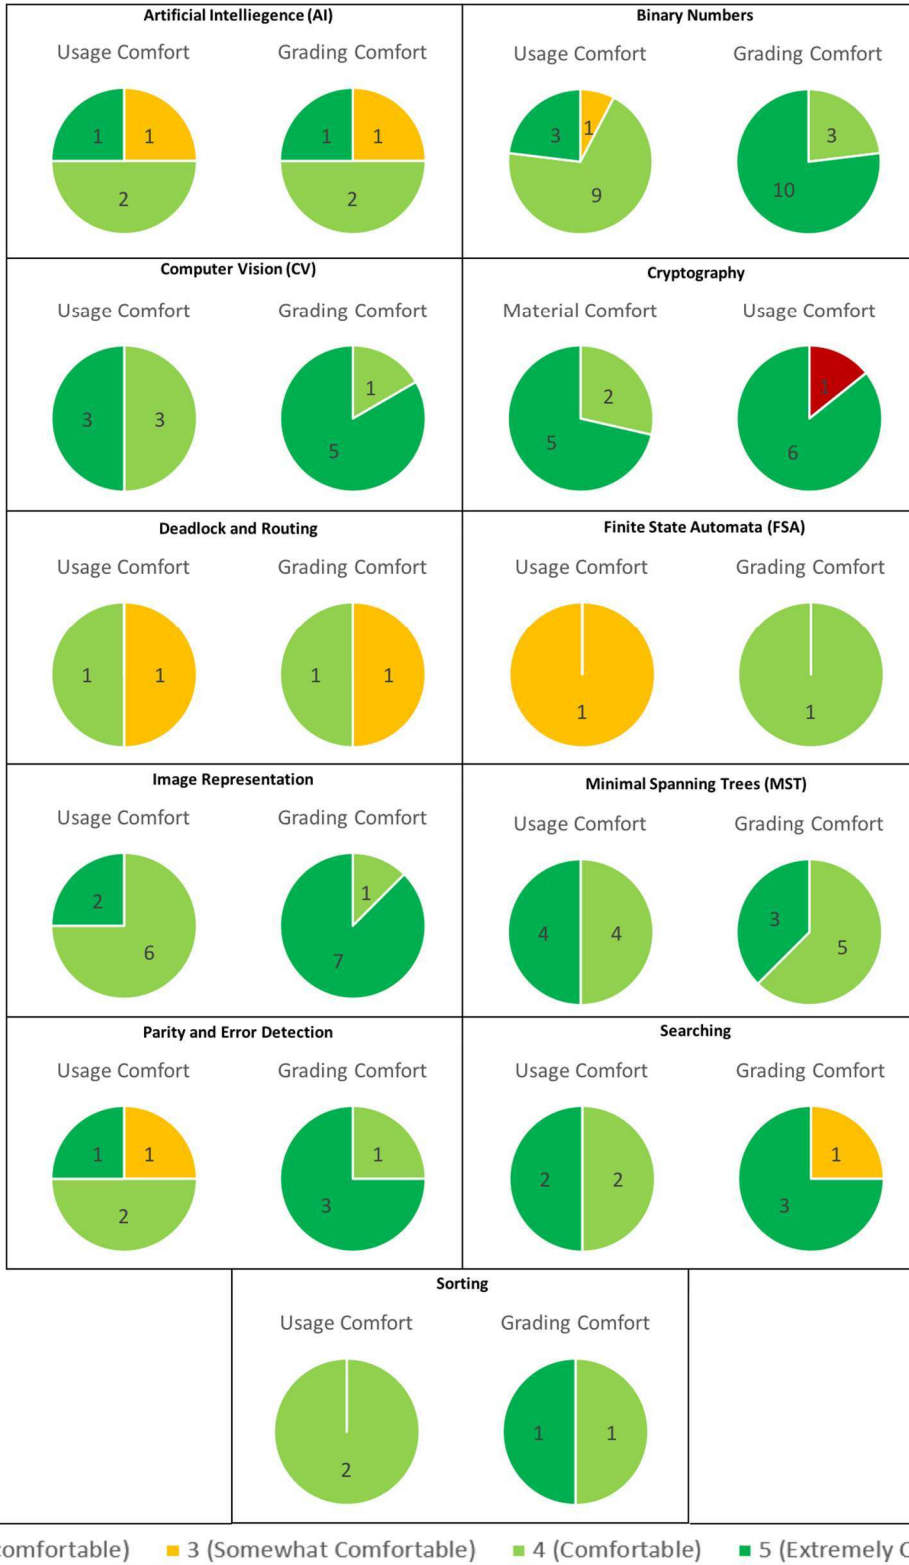 Artificial Intelliegence (AI)
Usage Comfort
Grading Comfort
1
1
2
1
1
2
Binary Numbers
Usage Comfort
Grading Comfort
3
1
9
3
10
Computer Vision (CV)
Usage Comfort
Grading Comfort
3
3
1
5
Cryptography
Material Comfort
Usage Comfort
2
5
1
6
Deadlock and Routing
Usage Comfort
Grading Comfort
1
1
1
1
Finite State Automata (FSA)
Usage Comfort
Grading Comfort
1
1
Image Representation
Usage Comfort
Grading Comfort
2
6
1
7
Minimal Spanning Trees (MST)
Usage Comfort
Grading Comfort
4
4
3
5
Parity and Error Detection
Usage Comfort
Grading Comfort
1
1
2
1
3
Searching
Usage Comfort
Grading Comfort
2
2
1
3
Sorting
Usage Comfort
Grading Comfort
2
1
1
comfortable) 3 (Somewhat Comfortable) 4 (Comfortable) 5 (Extremely